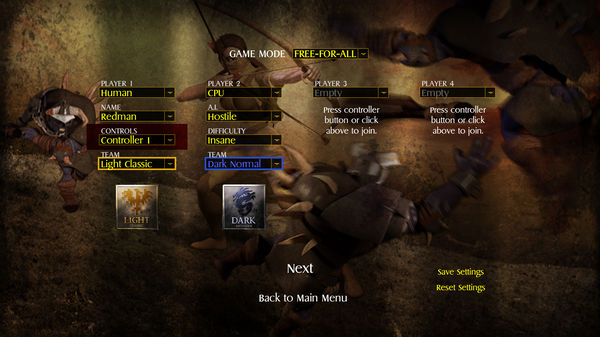 GAME MODE FREE-FOR-ALL
PLAYER 1 PLAYER 2 PLAYER 3 PLAYER 4
Human CPU Empty Empty
NAME A.I.
Redman Hostile
Press controller button or click above to join.
Press controller button or click above to join.
CONTROLS DIFFICULTY
Controller 1 Insane
TEAM TEAM
Light Classic Dark Normal
LIGHT DARK
Next
Save Settings
Back to Main Menu
Reset Settings